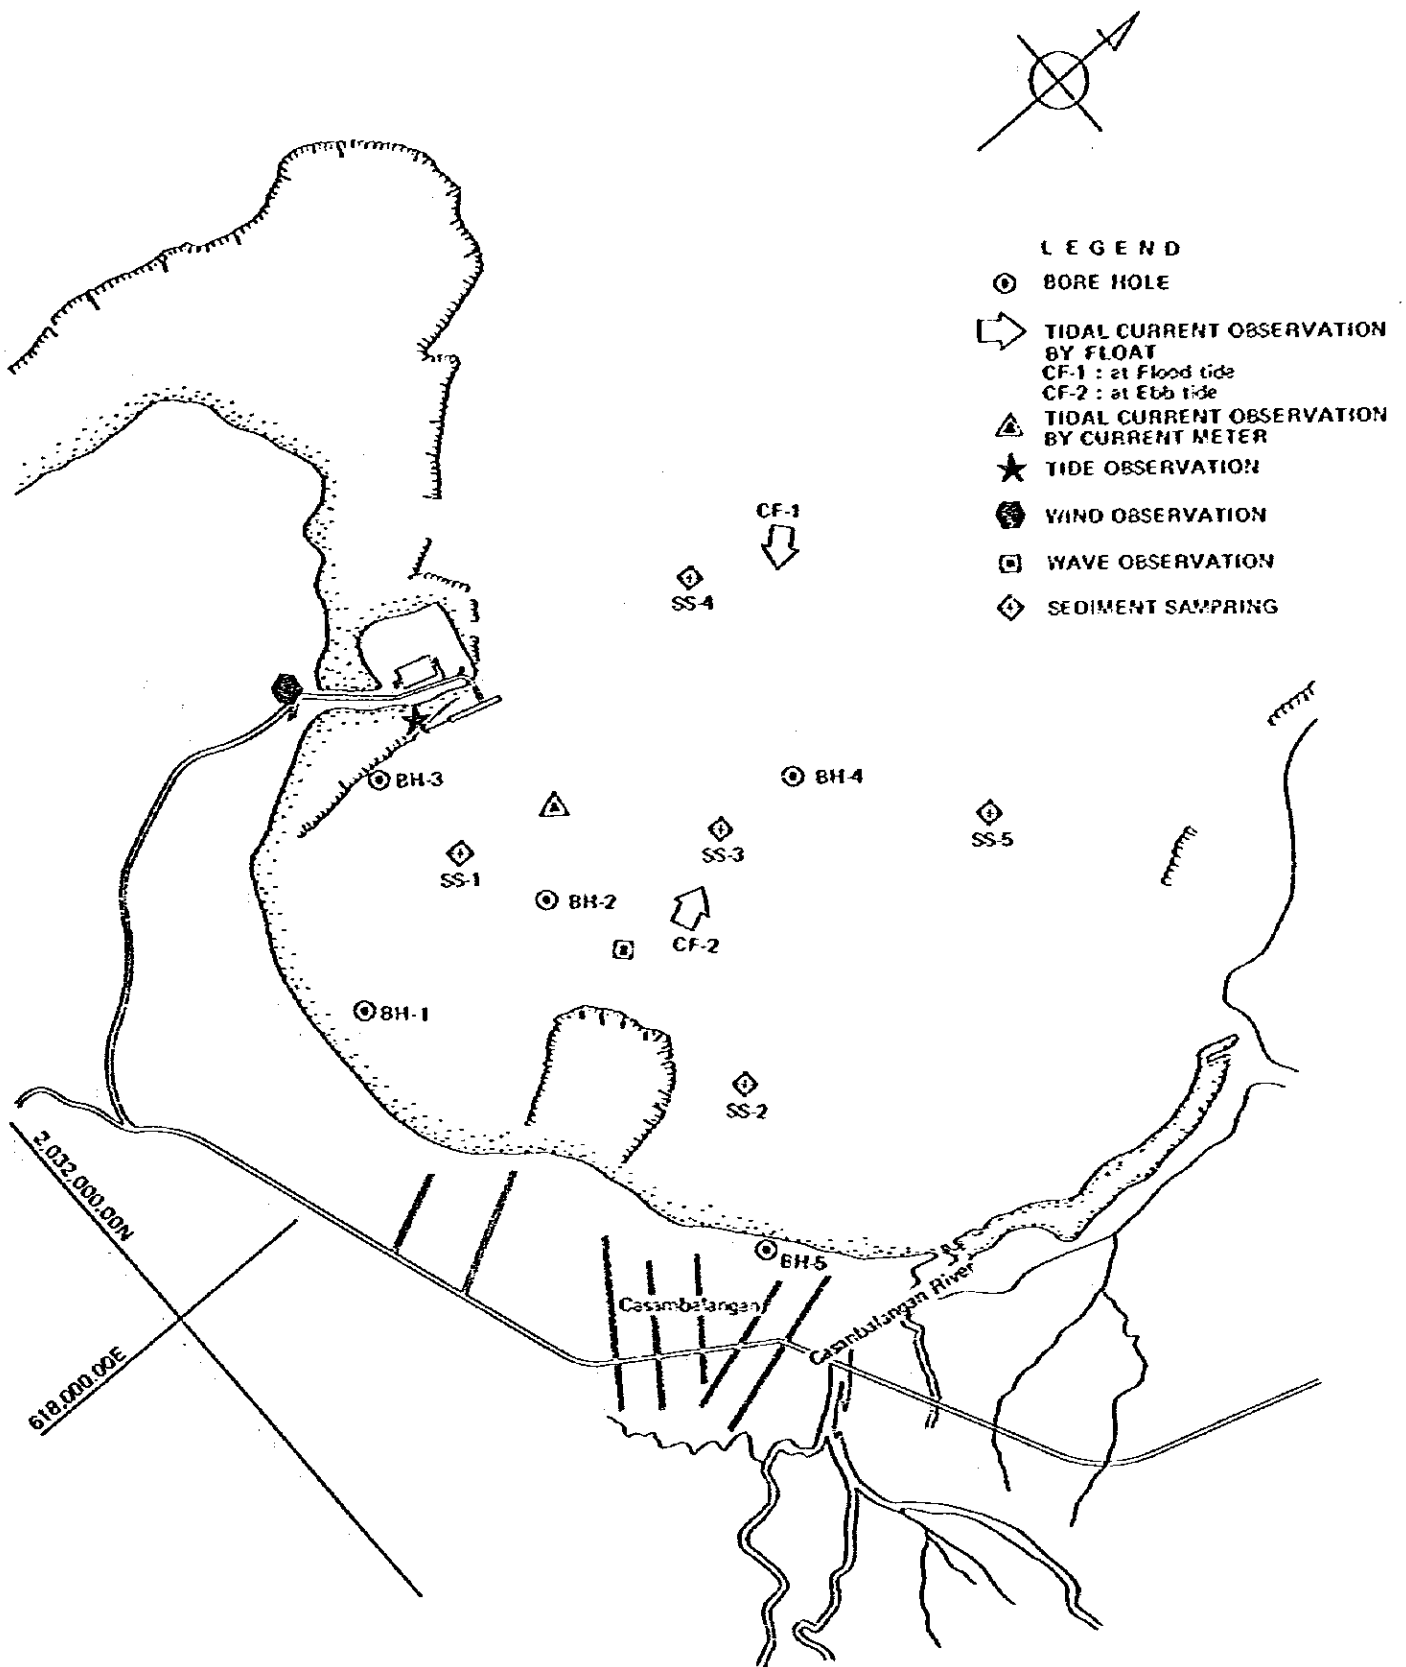 L E G E N D
BORE HOLE
TIDAL CURRENT OBSERVATION
BY FLOAT
CF-1 : at Flood tide
CF-2 : at Ebb tide
TIDAL CURRENT OBSERVATION
BY CURRENT METER
TIDE OBSERVATION
WIND OBSERVATION
WAVE OBSERVATION
SEDIMENT SAMPRING
CF-1
SS-4
BH-3
BH-4
SS-3
SS-5
SS-1
BH-2
CF-2
BH-1
SS-2
2,032,000.00N
BH-5
Casambalangan
Casambalangan River
618,000.00E